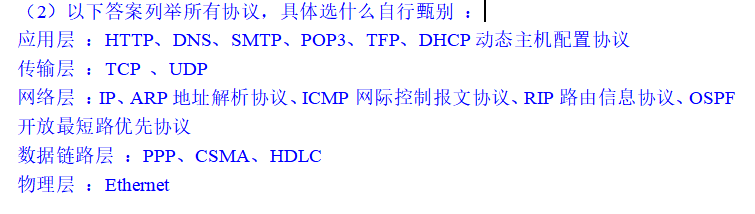 （2）以下答案列举所有协议，具体选什么自行甄别 ：
应用层 ：HTTP、DNS、SMTP、POP3、TFP、DHCP 动态主机配置协议
传输层 ：TCP 、UDP
网络层 ：IP、ARP 地址解析协议、ICMP 网际控制报文协议、RIP 路由信息协议、OSPF
开放最短路优先协议
数据链路层 ：PPP、CSMA、HDLC
物理层 ：Ethernet